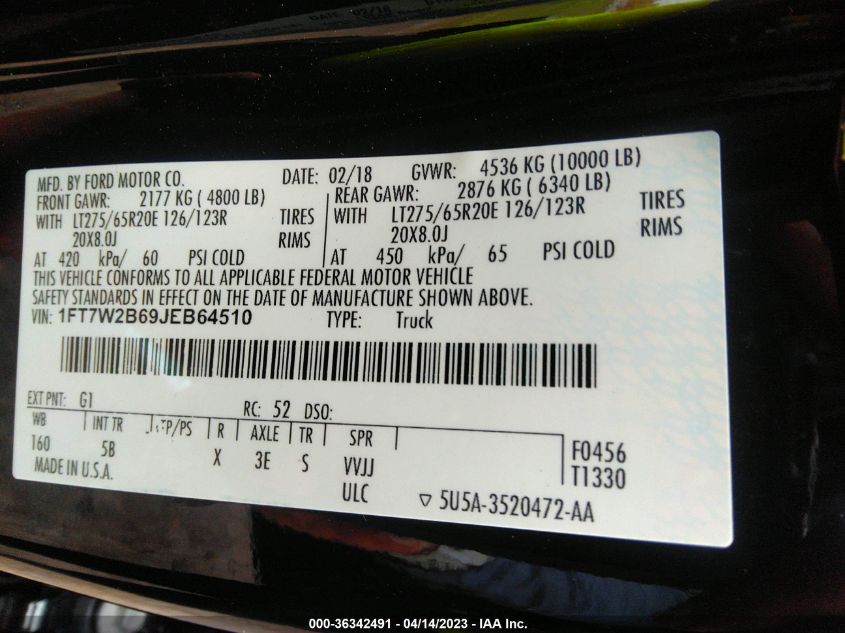 MFD. BY FORD MOTOR CO. DATE: 02/18 GVWR: 4536 KG (10000 LB)
FRONT GAWR: 2177 KG ( 4800 LB) REAR GAWR: 2876 KG ( 6340 LB)
WITH LT275/65R20E 126/123R TIRES WITH LT275/65R20E 126/123R TIRES
20X8.0J RIMS 20X8.0J RIMS
AT 420 kPa/ 60 PSI COLD AT 450 kPa/ 65 PSI COLD
THIS VEHICLE CONFORMS TO ALL APPLICABLE FEDERAL MOTOR VEHICLE
SAFETY STANDARDS IN EFFECT ON THE DATE OF MANUFACTURE SHOWN ABOVE.
VIN: 1FT7W2B69JEB64510 TYPE: Truck
EXT PNT: G1 RC: 52 DSO:
WB INT TR TP/PS R AXLE TR SPR
160 5B X 3E S VVJJ F0456
MADE IN U.S.A. ULC T1330
5U5A-3520472-AA
000-36342491 - 04/14/2023 - IAA Inc.